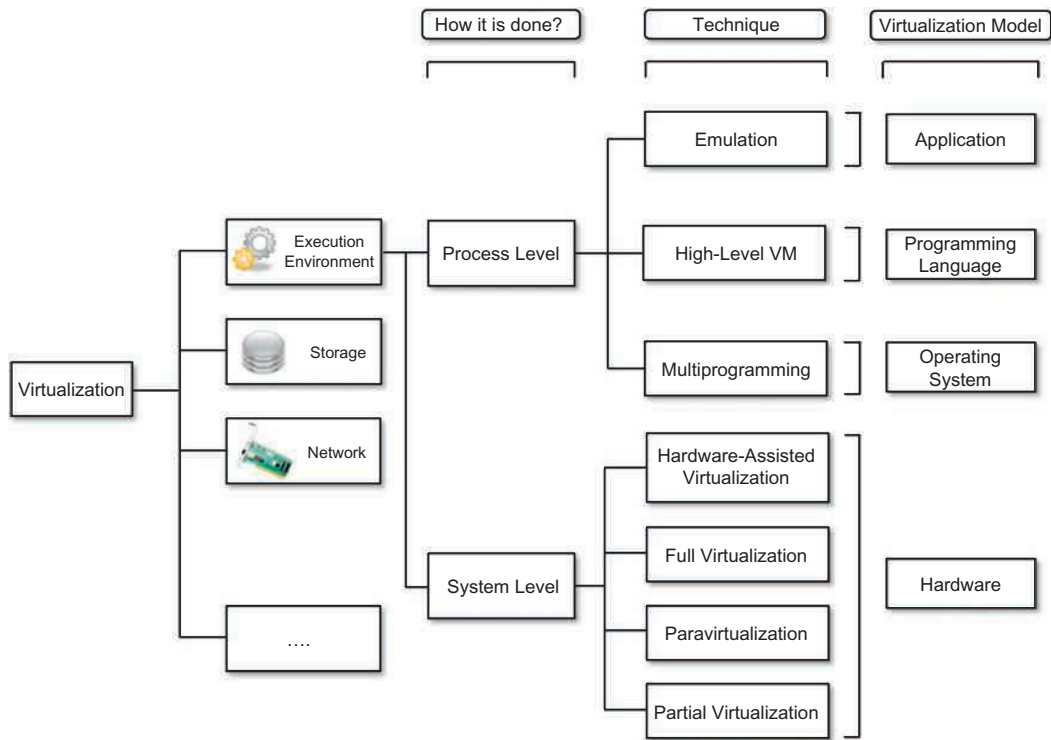 How it is done?
Technique
Virtualization Model
Emulation
Application
Execution
Environment
Process Level
High-Level VM
Programming
Language
Storage
Virtualization
Multiprogramming
Operating
System
Network
Hardware-Assisted
Virtualization
Full Virtualization
System Level
Hardware
....
Paravirtualization
Partial Virtualization